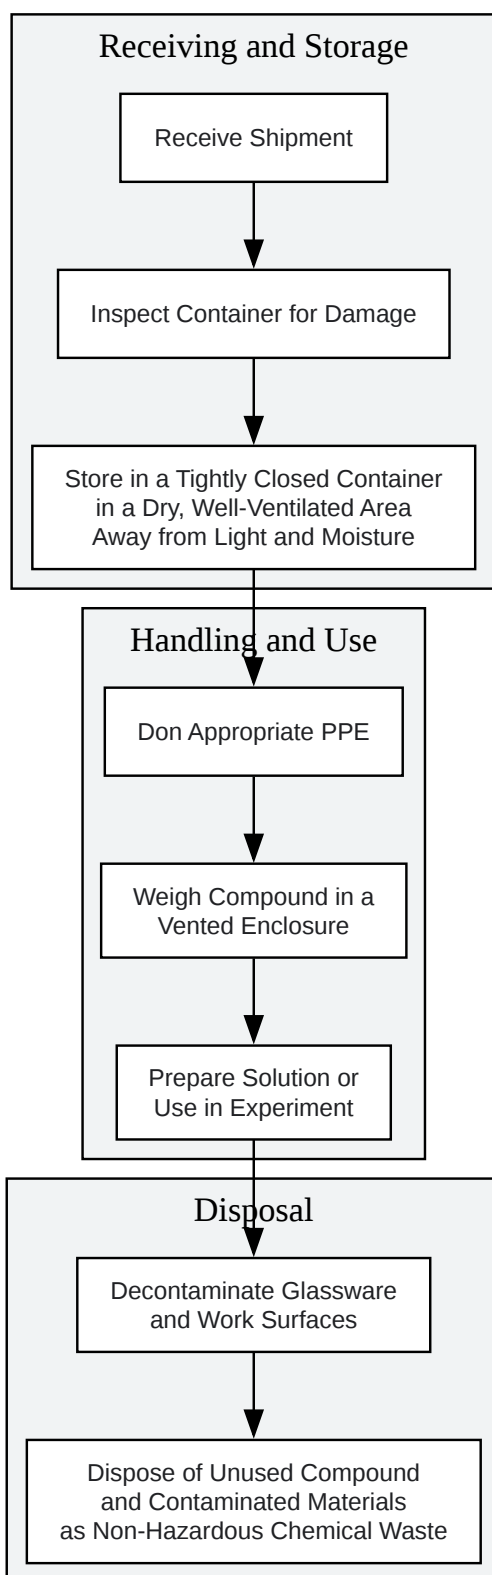 Receiving and Storage
Receive Shipment
Inspect Container for Damage
Store in a Tightly Closed Container
in a Dry, Well-Ventilated Area
Away from Light and Moisture
Handling and Use
Don Appropriate PPE
Weigh Compound in a
Vented Enclosure
Prepare Solution or
Use in Experiment
Disposal
Decontaminate Glassware
and Work Surfaces
Dispose of Unused Compound
and Contaminated Materials
as Non-Hazardous Chemical Waste